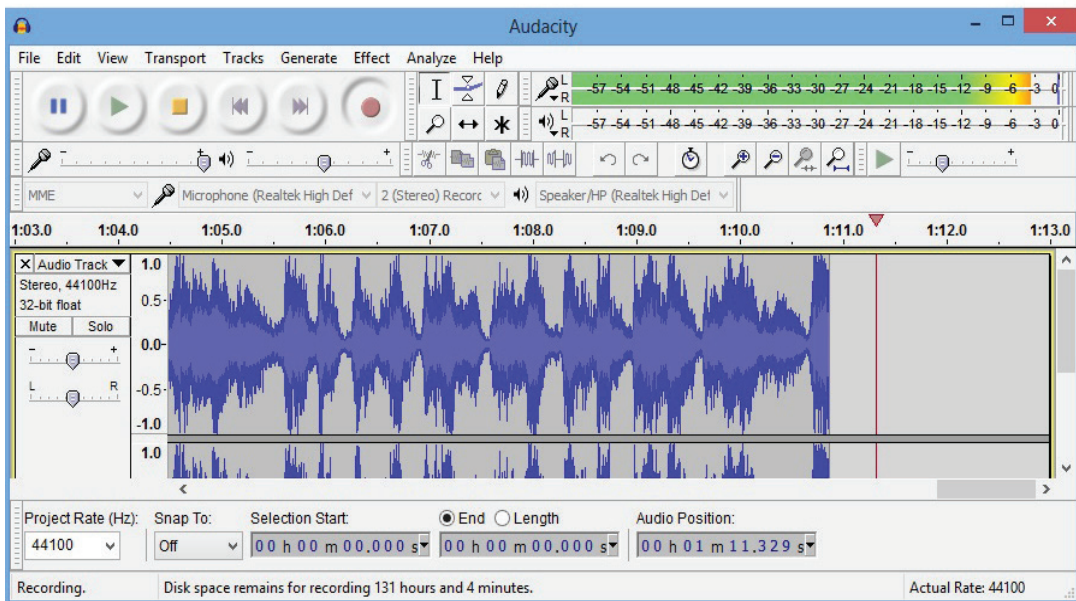 Audacity
File Edit View Transport Tracks Generate Effect Analyze Help
L
R
-57 -54 -51 -48 -45 -42 -39 -36 -33 -30 -27 -24 -21 -18 -15 -12 -9 -6 -3 0
L
R
-57 -54 -51 -48 -45 -42 -39 -36 -33 -30 -27 -24 -21 -18 -15 -12 -9 -6 -3 0
- + - + - +
MME Microphone (Realtek High Def 2 (Stereo) Recorc Speaker/HP (Realtek High Def
1:03.0 1:04.0 1:05.0 1:06.0 1:07.0 1:08.0 1:09.0 1:10.0 1:11.0 1:12.0 1:13.0
X Audio Track
Stereo, 44100Hz
32-bit float
Mute Solo
- +
L R
1.0
0.5-
0.0-
-0.5-
-1.0
1.0
Project Rate (Hz): Snap To: Selection Start: End Length Audio Position:
44100 Off 00 h 00 m 00.000 s 00 h 00 m 00.000 s 00 h 01 m 11.329 s
Recording. Disk space remains for recording 131 hours and 4 minutes. Actual Rate: 44100